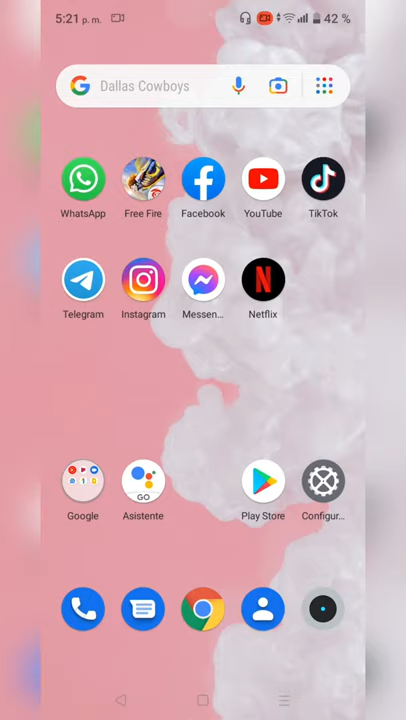 5:21 p. m.
42 %
Dallas Cowboys
WhatsApp
Free Fire
Facebook
YouTube
TikTok
Telegram
Instagram
Messen...
Netflix
GO
Google
Asistente
Play Store
Configur...